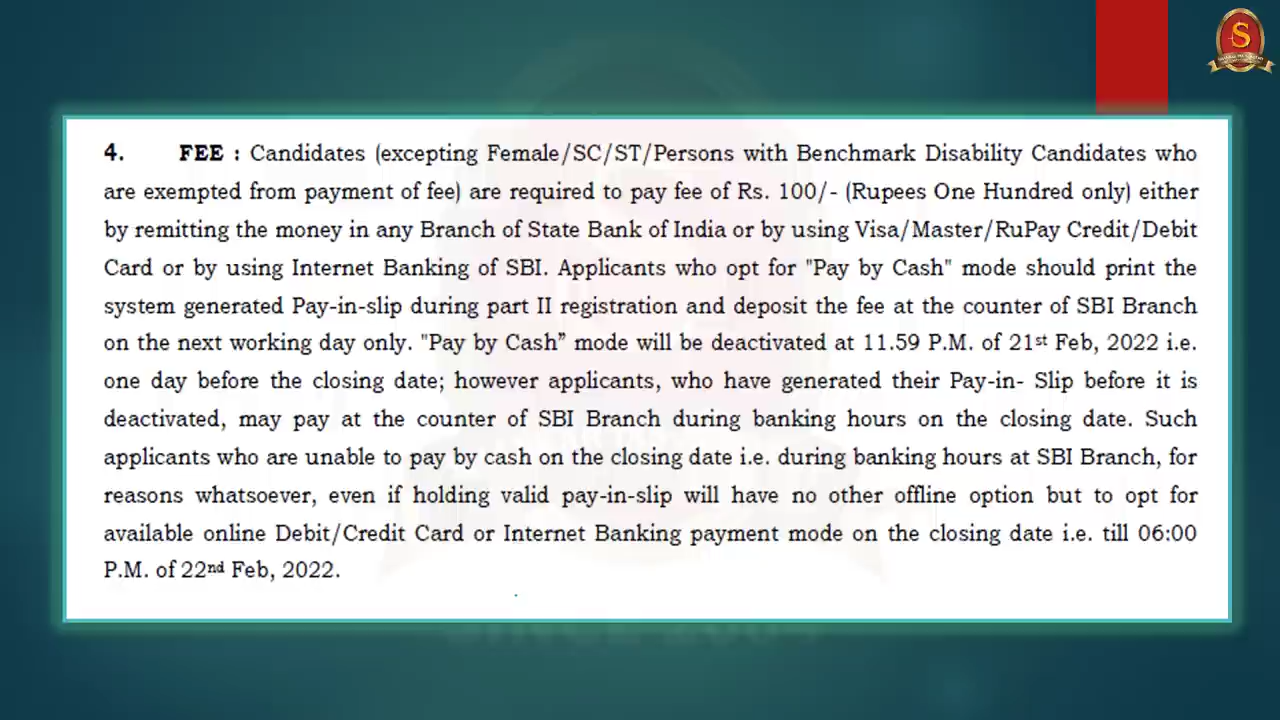 4. FEE : Candidates (excepting Female/SC/ST/Persons with Benchmark Disability Candidates who
are exempted from payment of fee) are required to pay fee of Rs. 100/- (Rupees One Hundred only) either
by remitting the money in any Branch of State Bank of India or by using Visa/Master/RuPay Credit/Debit
Card or by using Internet Banking of SBI. Applicants who opt for "Pay by Cash" mode should print the
system generated Pay-in-slip during part II registration and deposit the fee at the counter of SBI Branch
on the next working day only. "Pay by Cash” mode will be deactivated at 11.59 P.M. of 21st Feb, 2022 i.e.
one day before the closing date; however applicants, who have generated their Pay-in- Slip before it is
deactivated, may pay at the counter of SBI Branch during banking hours on the closing date. Such
applicants who are unable to pay by cash on the closing date i.e. during banking hours at SBI Branch, for
reasons whatsoever, even if holding valid pay-in-slip will have no other offline option but to opt for
available online Debit/Credit Card or Internet Banking payment mode on the closing date i.e. till 06:00
P.M. of 22nd Feb, 2022.
S